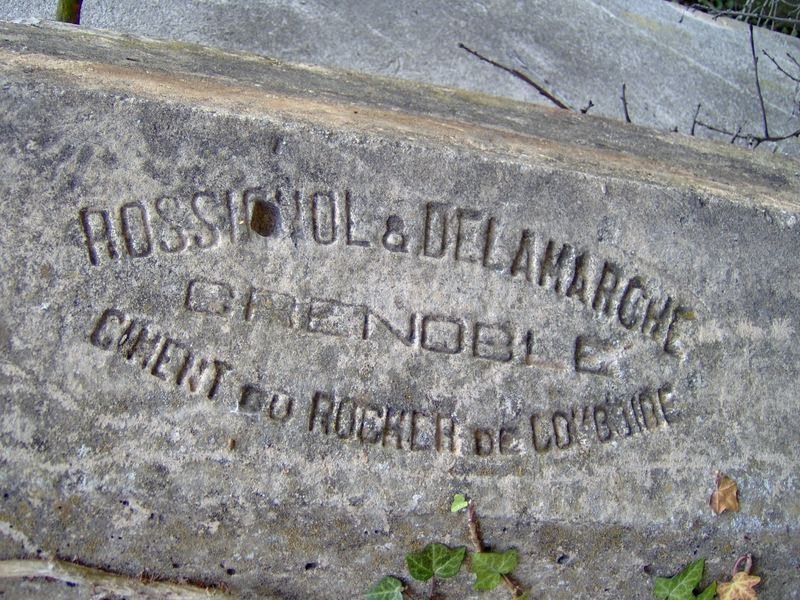 ROSSIGNOL & DELAMARCHE
GRENOBLE
CIMENT DU ROCHER DE COMBOIRE